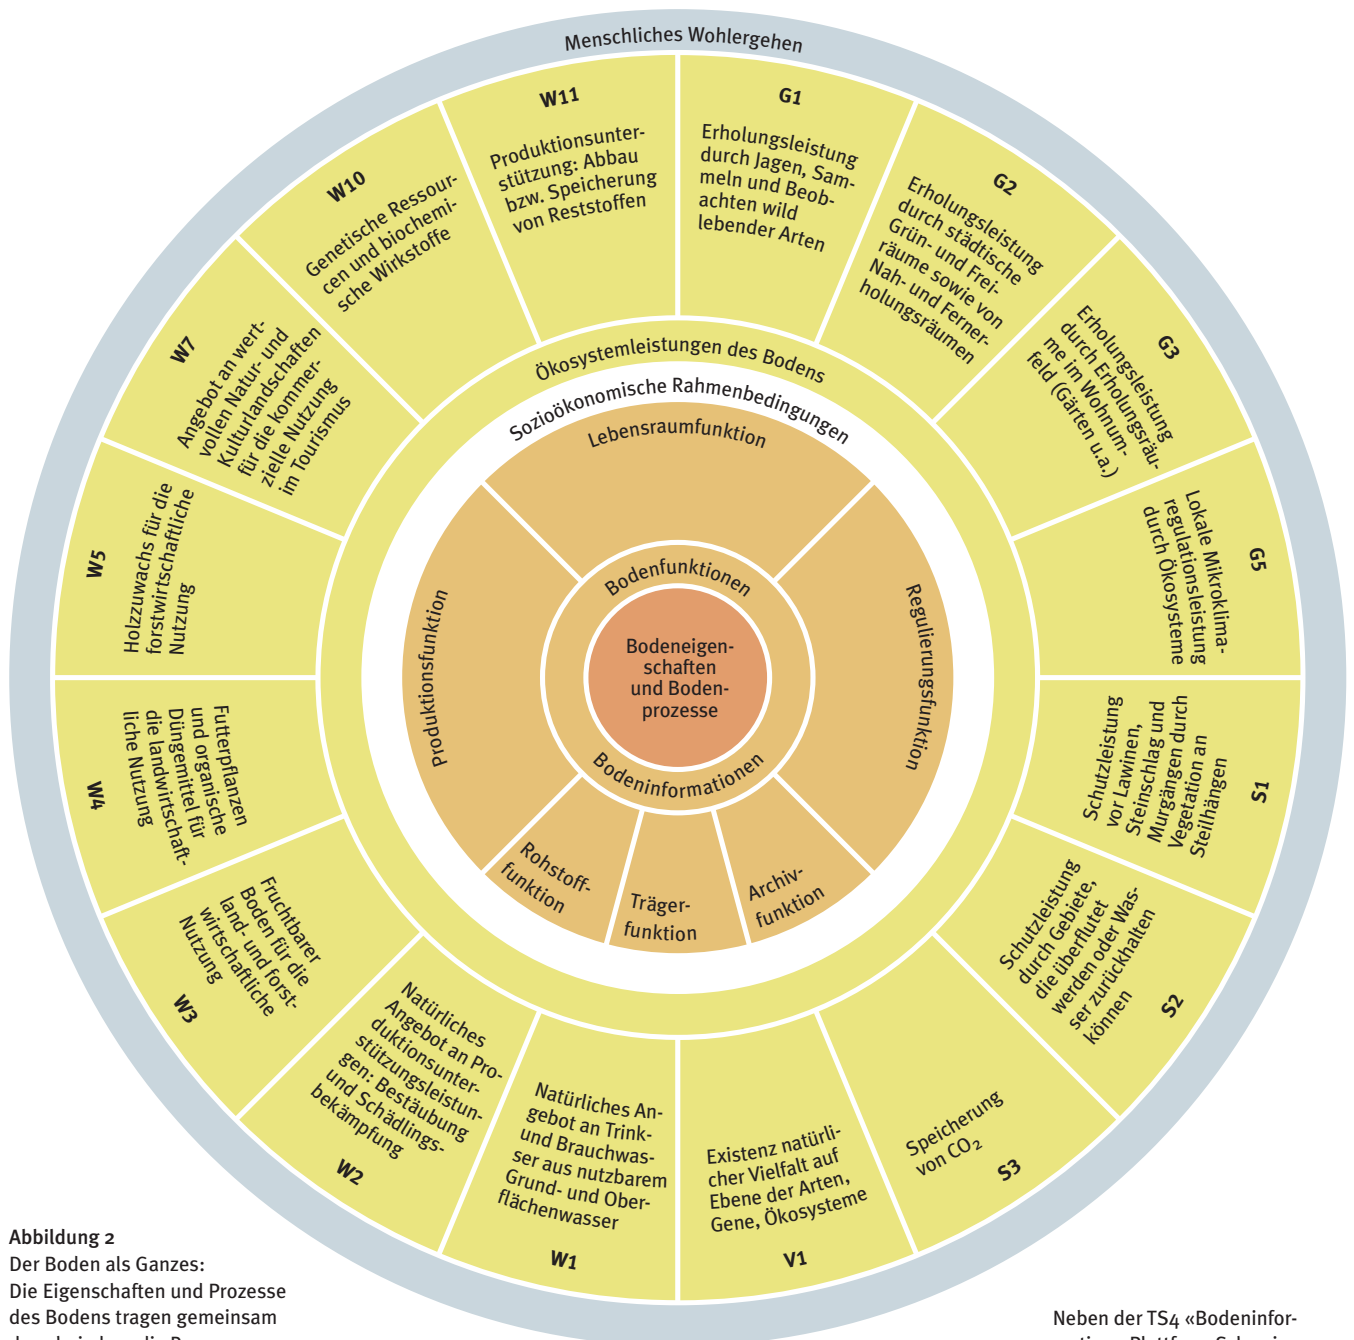 Menschliches Wohlergehen
G1
Erholungsleistung
durch Jagen, Sam-
meln und Beob-
achten wild
lebender Arten
G2
Erholungsleistung
durch städtische
Grün- und Frei-
räume sowie von
Nah- und Ferner-
holungsräumen
G3
Erholungsleistung
durch Erholungsräu-
me im Wohnum-
feld (Gärten u.a.)
G5
Lokale Mikroklima-
regulationsleistung
durch Ökosysteme
S1
Schutzleistung
vor Lawinen,
Steinschlag und
Murgängen durch
Vegetation an
Steilhängen
S2
Schutzleistung
durch Gebiete,
die überflutet
werden oder Was-
ser zurückhalten
können
S3
Speicherung
von CO₂
V1
Existenz natürli-
cher Vielfalt auf
Ebene der Arten,
Gene, Ökosysteme
W1
Natürliches An-
gebot an Trink-
und Brauchwas-
ser aus nutzbarem
Grund- und Ober-
flächenwasser
W2
Natürliches
Angebot an Pro-
duktionsunter-
stützungsleistun-
gen: Bestäubung
und Schädlings-
bekämpfung
W3
Fruchtbarer
Boden für die
land- und forst-
wirtschaftliche
Nutzung
W4
Futterpflanzen
und organische
Düngemittel für
die landwirtschaft-
liche Nutzung
W5
Holzzuwachs für die
forstwirtschaftliche
Nutzung
W7
Angebot an wert-
vollen Natur- und
Kulturlandschaften
für die kommer-
zielle Nutzung
im Tourismus
W10
Genetische Ressour-
cen und biochemi-
sche Wirkstoffe
W11
Produktionsunter-
stützung: Abbau
bzw. Speicherung
von Reststoffen
Ökosystemleistungen des Bodens
Sozioökonomische Rahmenbedingungen
Lebensraumfunktion
Regulierungsfunktion
Archiv-
funktion
Träger-
funktion
Rohstoff-
funktion
Produktionsfunktion
Bodenfunktionen
Bodeninformationen
Bodeneigen-
schaften
und Boden-
prozesse
Abbildung 2
Der Boden als Ganzes:
Die Eigenschaften und Prozesse
des Bodens tragen gemeinsam
Neben der TS4 «Bodeninfor-